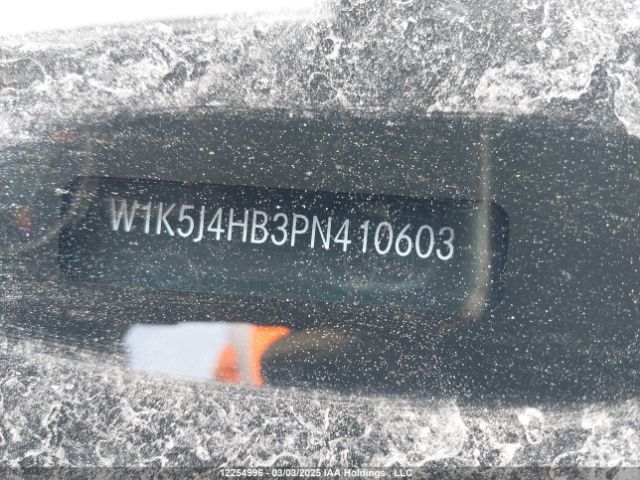 W1K5J4HB3PN410603
12254996 - 03/03/2025 IAA Holdings , LLC